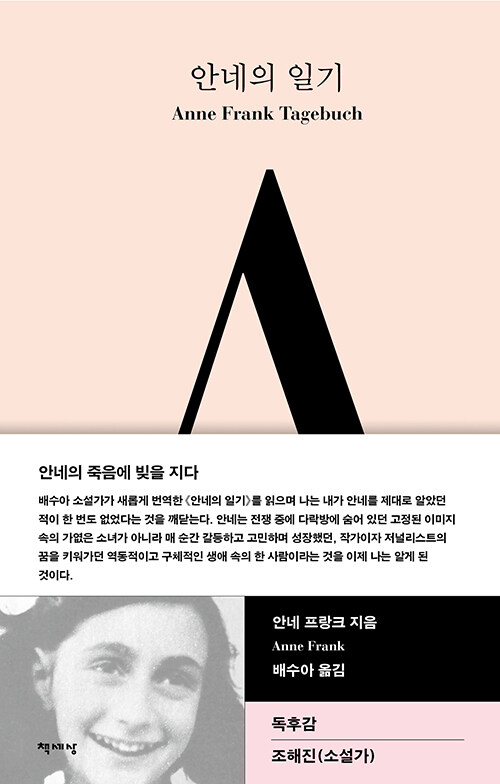 안네의 일기
Anne Frank Tagebuch
A
안네의 죽음에 빚을 지다
배수아 소설가가 새롭게 번역한 《안네의 일기》를 읽으며 나는 내가 안네를 제대로 알았던
적이 한 번도 없었다는 것을 깨닫는다. 안네는 전쟁 중에 다락방에 숨어 있던 고정된 이미지
속의 가엾은 소녀가 아니라 매 순간 갈등하고 고민하며 성장했던, 작가이자 저널리스트의
꿈을 키워가던 역동적이고 구체적인 생애 속의 한 사람이라는 것을 이제 나는 알게 된
것이다.
안네 프랑크 지음
Anne Frank
배수아 옮김
독후감
조해진(소설가)
책세상